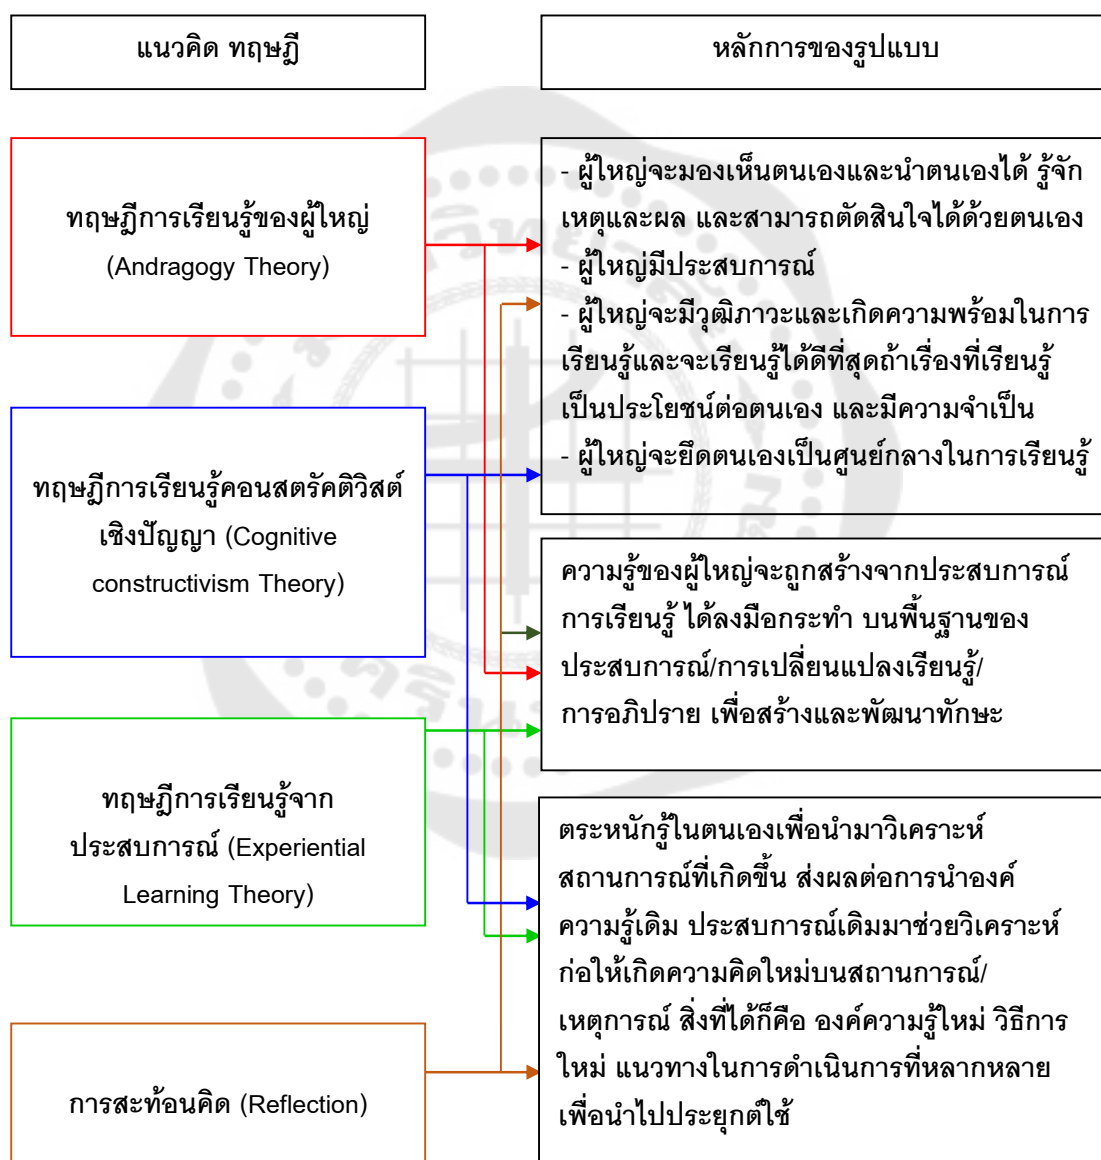 แนวคิด ทฤษฎี
หลักการของรูปแบบ
ทฤษฎีการเรียนรู้ของผู้ใหญ่
(Andragogy Theory)
- ผู้ใหญ่จะมองเห็นตนเองและนำตนเองได้ รู้จัก
เหตุและผล และสามารถตัดสินใจได้ด้วยตนเอง
- ผู้ใหญ่มีประสบการณ์
- ผู้ใหญ่จะมีวุฒิภาวะและเกิดความพร้อมในการ
เรียนรู้และจะเรียนรู้ได้ดีที่สุดถ้าเรื่องที่เรียนรู้
เป็นประโยชน์ต่อตนเอง และมีความจำเป็น
- ผู้ใหญ่จะยึดตนเองเป็นศูนย์กลางในการเรียนรู้
ทฤษฎีการเรียนรู้คอนสตรัคติวิสต์
เชิงปัญญา (Cognitive
constructivism Theory)
ความรู้ของผู้ใหญ่จะถูกสร้างจากประสบการณ์
การเรียนรู้ ได้ลงมือกระทำ บนพื้นฐานของ
ประสบการณ์/การเปลี่ยนแปลงเรียนรู้/
การอภิปราย เพื่อสร้างและพัฒนาทักษะ
ทฤษฎีการเรียนรู้จาก
ประสบการณ์ (Experiential
Learning Theory)
ตระหนักรู้ในตนเองเพื่อนำมาวิเคราะห์
สถานการณ์ที่เกิดขึ้น ส่งผลต่อการนำองค์
ความรู้เดิม ประสบการณ์เดิมมาช่วยวิเคราะห์
ก่อให้เกิดความคิดใหม่บนสถานการณ์/
เหตุการณ์ สิ่งที่ได้ก็คือ องค์ความรู้ใหม่ วิธีการ
ใหม่ แนวทางในการดำเนินการที่หลากหลาย
เพื่อนำไปประยุกต์ใช้
การสะท้อนคิด (Reflection)